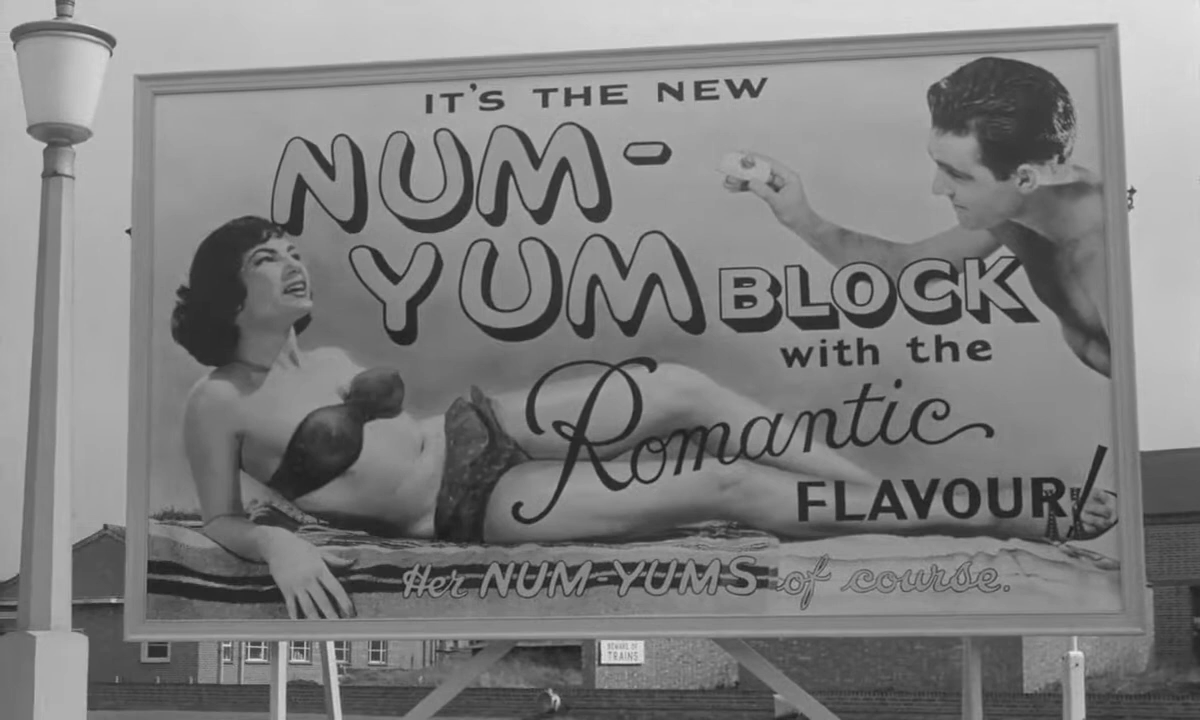 IT'S THE NEW
NUM-
YUM BLOCK
with the
Romantic
FLAVOUR!
Her NUM-YUMS of course.
BEWARE OF
TRAINS